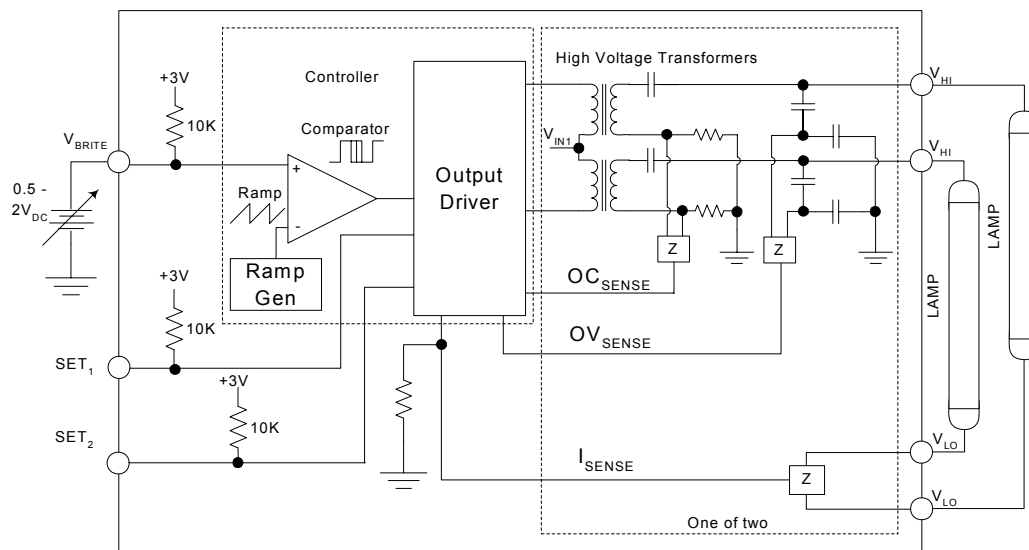 High Voltage Transformers
Controller
+3V
10K
V_BRITE
Comparator
+
Ramp
-
Ramp
Gen
Output
Driver
V_IN1
V_HI
V_HI
0.5 -
2V_DC
Z
Z
LAMP
LAMP
OC_SENSE
OV_SENSE
+3V
10K
SET_1
+3V
10K
SET_2
I_SENSE
Z
V_LO
V_LO
One of two